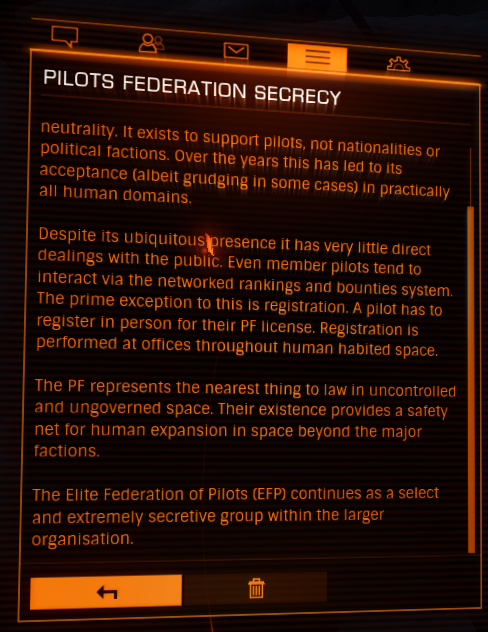 PILOTS FEDERATION SECRECY
neutrality. It exists to support pilots, not nationalities or
political factions. Over the years this has led to its
acceptance (albeit grudging in some cases) in practically
all human domains.
Despite its ubiquitous presence it has very little direct
dealings with the public. Even member pilots tend to
interact via the networked rankings and bounties system.
The prime exception to this is registration. A pilot has to
register in person for their PF license. Registration is
performed at offices throughout human habited space.
The PF represents the nearest thing to law in uncontrolled
and ungoverned space. Their existence provides a safety
net for human expansion in space beyond the major
factions.
The Elite Federation of Pilots (EFP) continues as a select
and extremely secretive group within the larger
organisation.